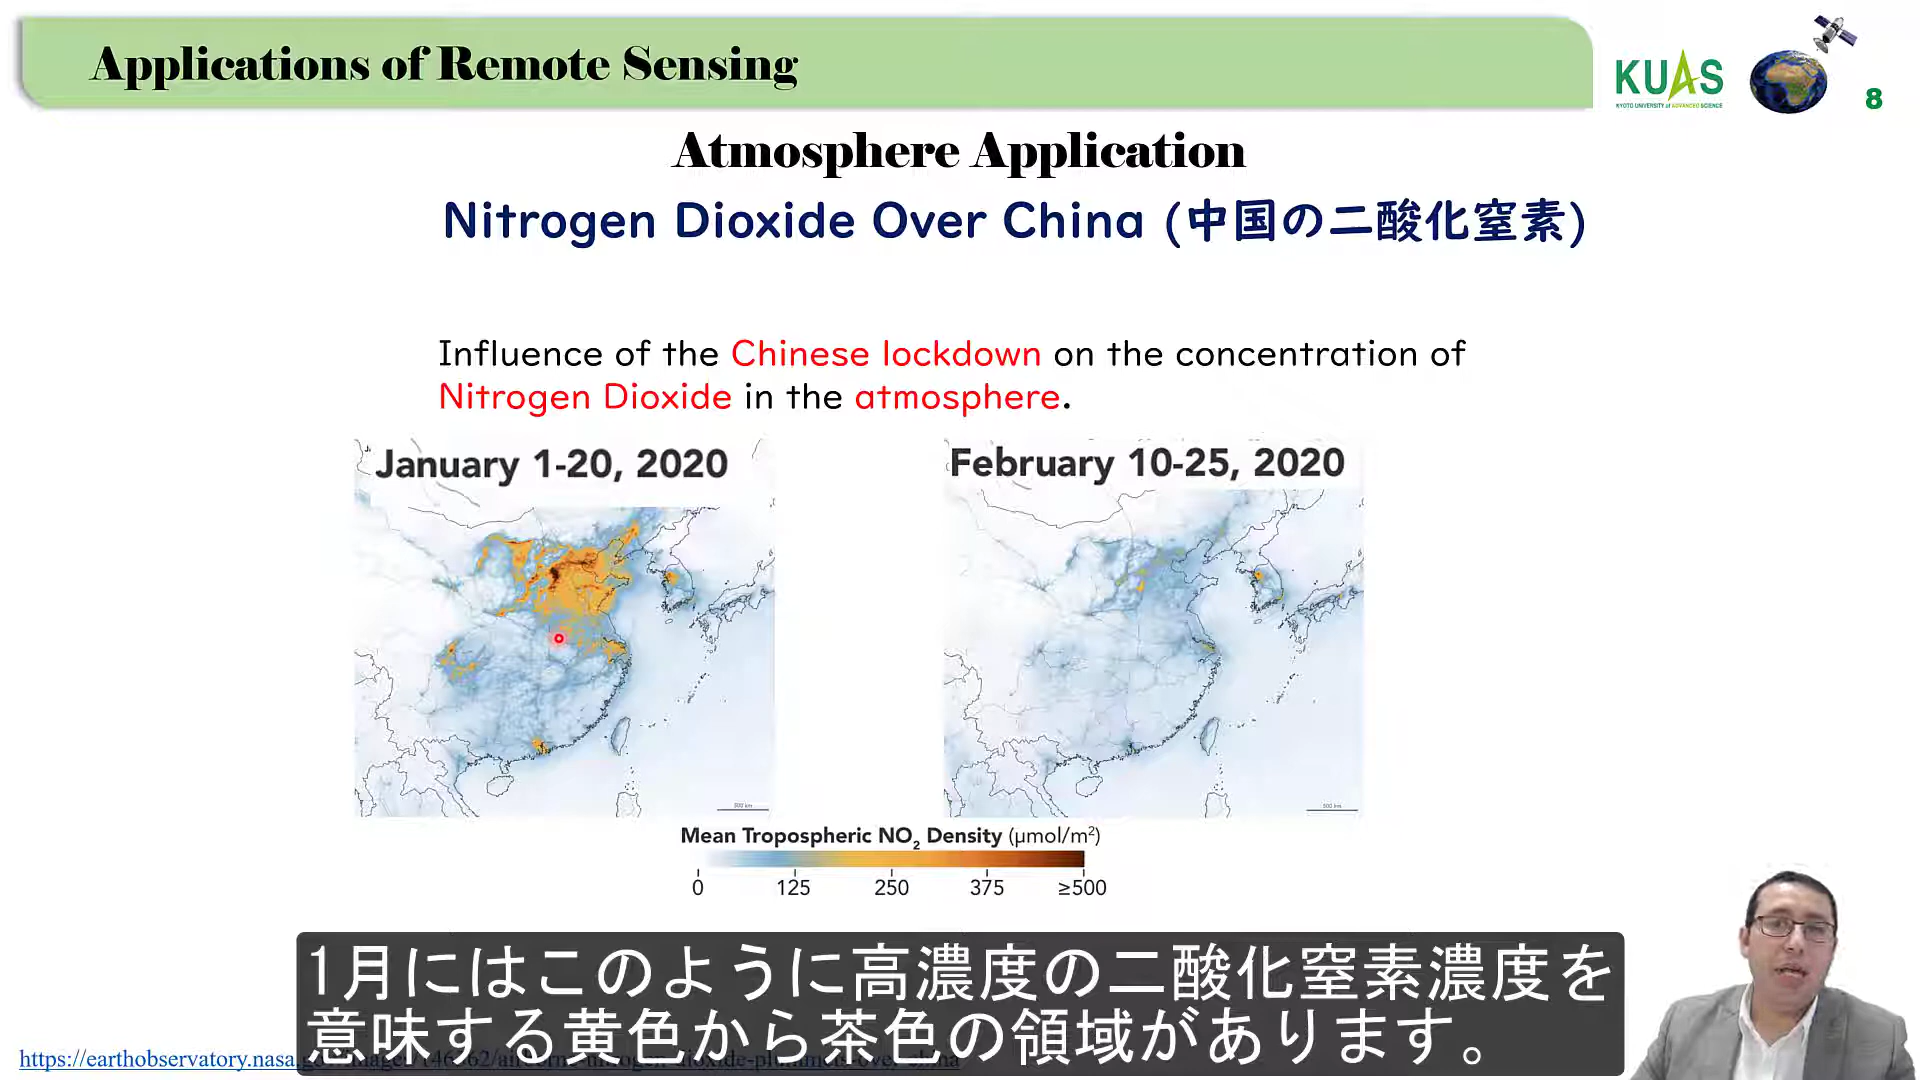 Applications of Remote Sensing
KUAS
KYOTO UNIVERSITY of ADVANCED SCIENCE
8
Atmosphere Application
Nitrogen Dioxide Over China (中国の二酸化窒素)
Influence of the Chinese lockdown on the concentration of
Nitrogen Dioxide in the atmosphere.
January 1-20, 2020
February 10-25, 2020
500 km
500 km
Mean Tropospheric NO2 Density (μmol/m²)
0 125 250 375 ≥500
1月にはこのように高濃度の二酸化窒素濃度を
意味する黄色から茶色の領域があります。
https://earthobservatory.nasa